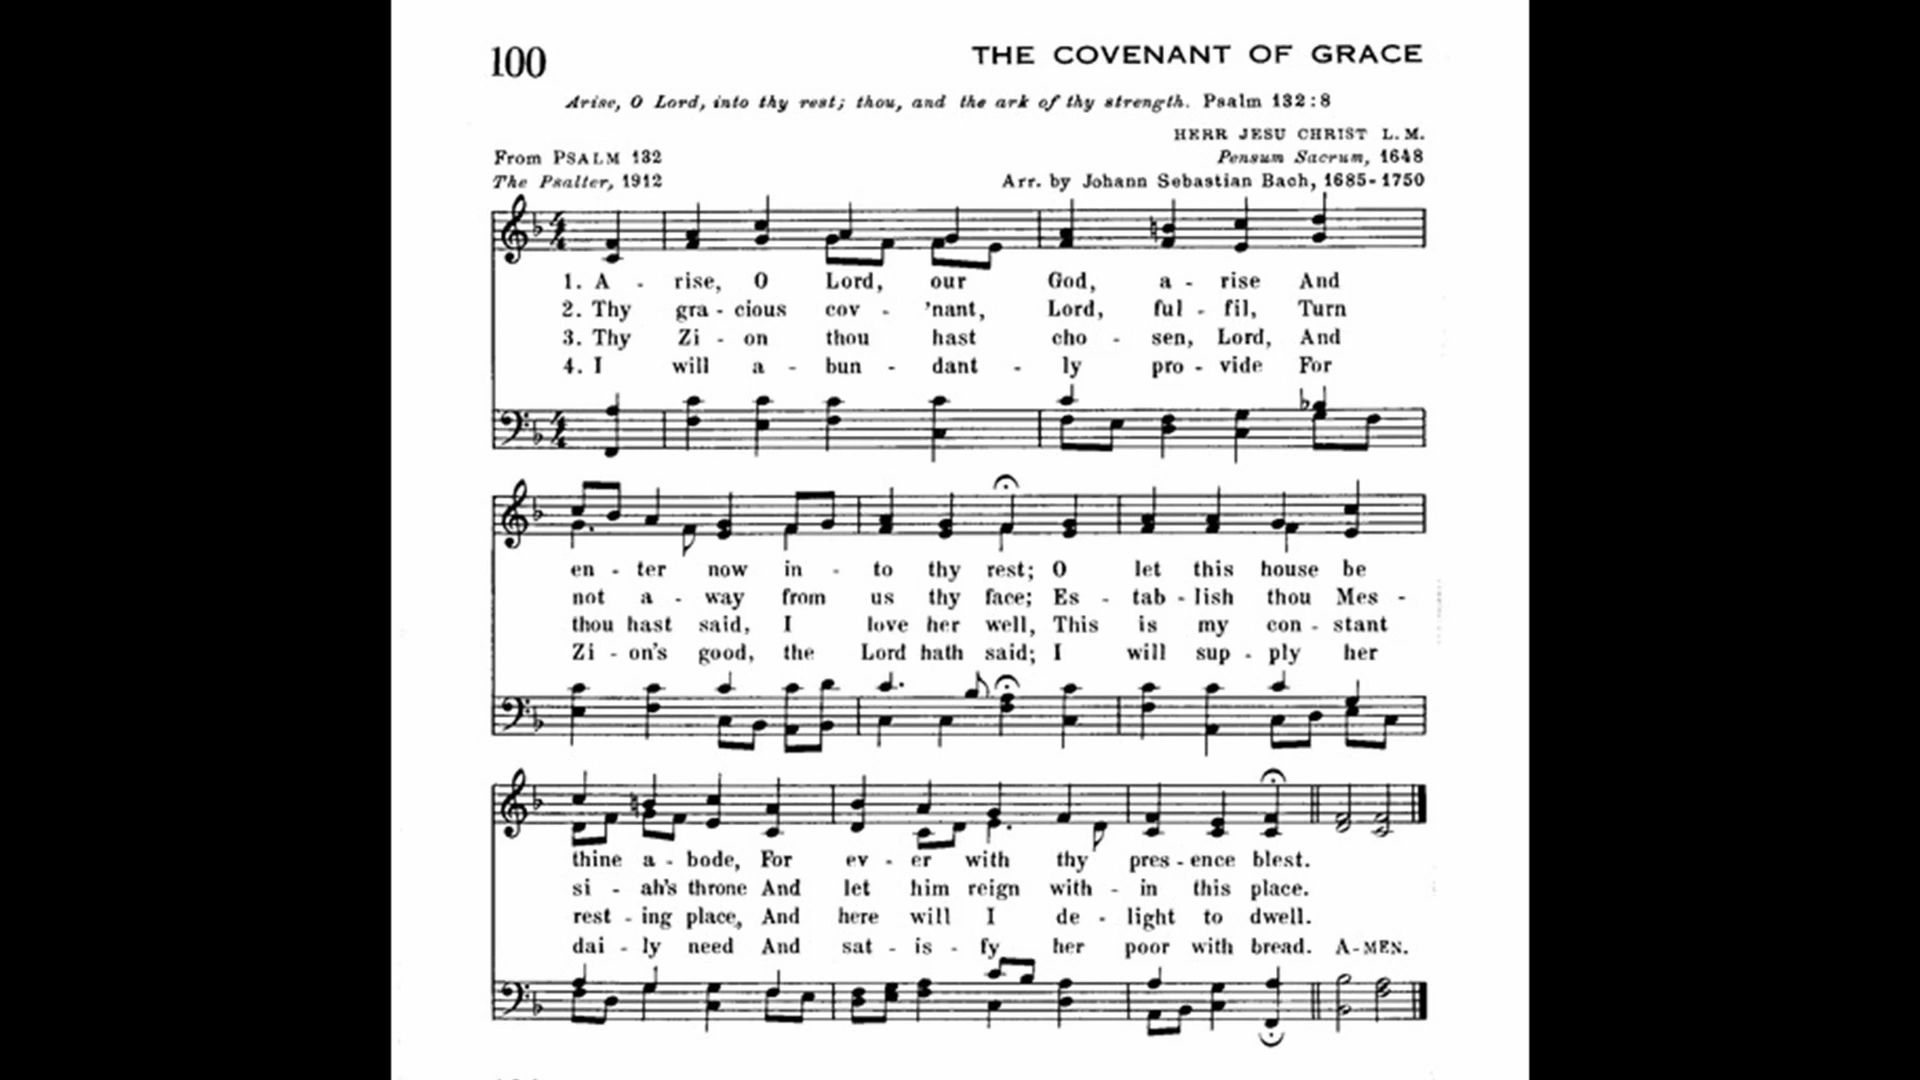 100 THE COVENANT OF GRACE
Arise, O Lord, into thy rest; thou, and the ark of thy strength. Psalm 132:8
HERR JESU CHRIST L. M.
From PSALM 132 Pensum Sacrum, 1648
The Psalter, 1912 Arr. by Johann Sebastian Bach, 1685-1750
1. A - rise, O Lord, our God, a - rise And
2. Thy gra - cious cov - 'nant, Lord, ful - fil, Turn
3. Thy Zi - on thou hast cho - sen, Lord, And
4. I will a - bun - dant - ly pro - vide For
en - ter now in - to thy rest; O let this house be
not a - way from us thy face; Es - tab - lish thou Mes -
thou hast said, I love her well, This is my con - stant
Zi - on's good, the Lord hath said; I will sup - ply her
thine a - bode, For ev - er with thy pres - ence blest.
si - ah's throne And let him reign with - in this place.
rest - ing place, And here will I de - light to dwell.
dai - ly need And sat - is - fy her poor with bread. A-MEN.